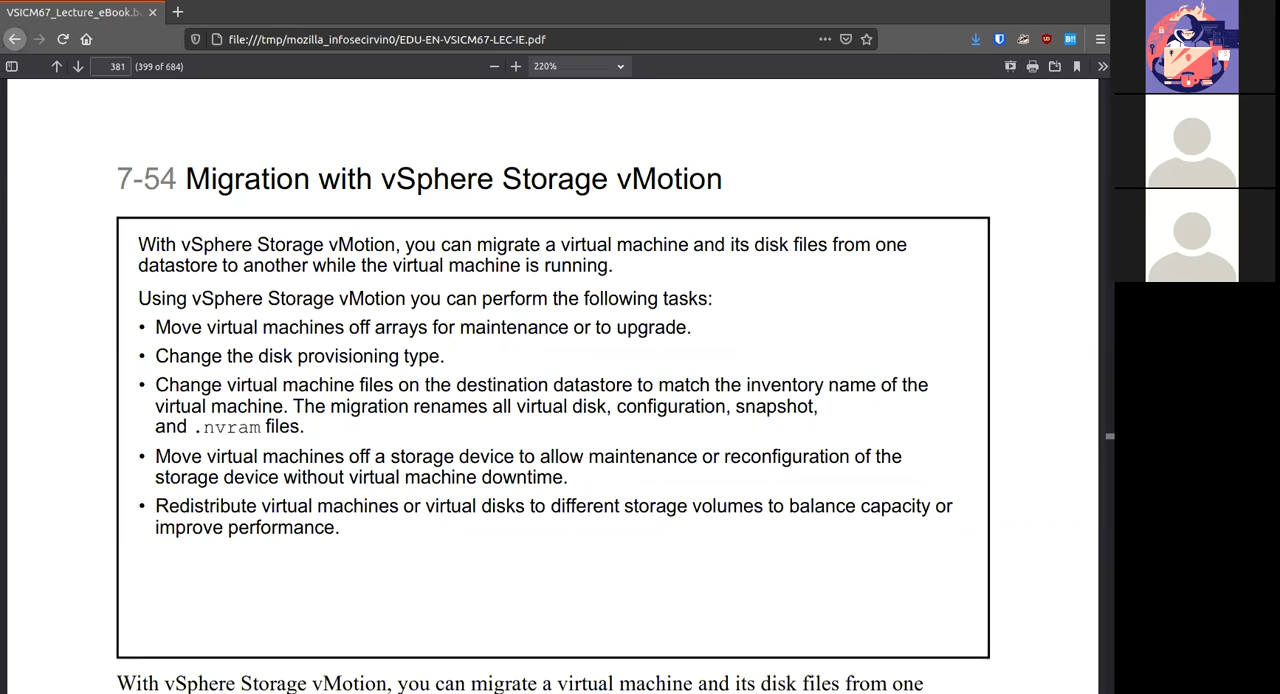 VSICM67_Lecture_eBook.b
file:///tmp/mozilla_infosecirvin0/EDU-EN-VSICM67-LEC-IE.pdf
381 (399 of 684)
220%
7-54 Migration with vSphere Storage vMotion
With vSphere Storage vMotion, you can migrate a virtual machine and its disk files from one
datastore to another while the virtual machine is running.
Using vSphere Storage vMotion you can perform the following tasks:
• Move virtual machines off arrays for maintenance or to upgrade.
• Change the disk provisioning type.
• Change virtual machine files on the destination datastore to match the inventory name of the
virtual machine. The migration renames all virtual disk, configuration, snapshot,
and .nvram files.
• Move virtual machines off a storage device to allow maintenance or reconfiguration of the
storage device without virtual machine downtime.
• Redistribute virtual machines or virtual disks to different storage volumes to balance capacity or
improve performance.
With vSphere Storage vMotion, you can migrate a virtual machine and its disk files from one